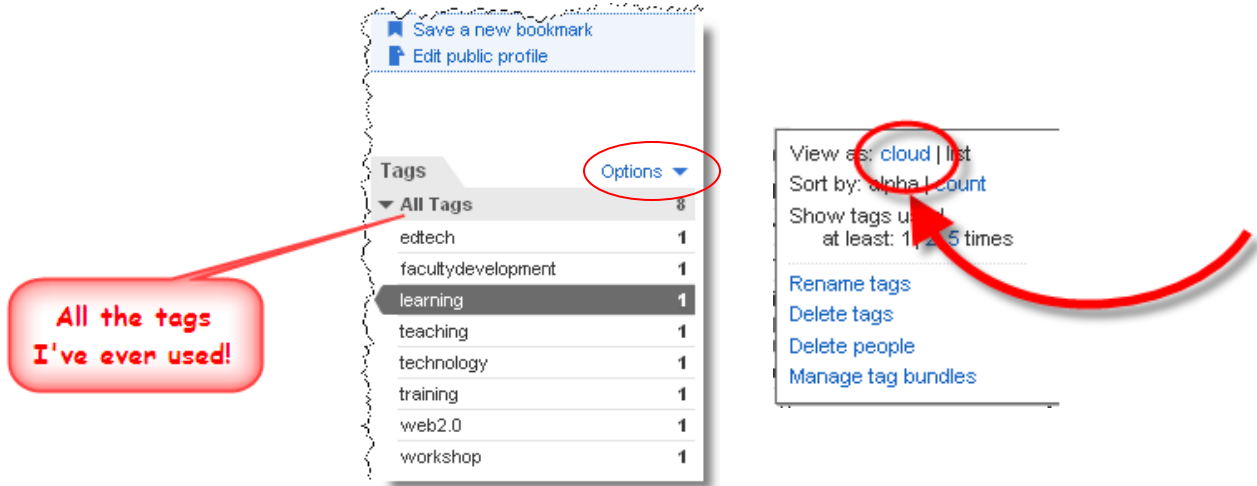 Save a new bookmark
Edit public profile
Tags Options
All Tags 8
edtech 1
facultydevelopment 1
learning 1
teaching 1
technology 1
training 1
web2.0 1
workshop 1
All the tags
I've ever used!
View as: cloud | list
Sort by: alpha | count
Show tags used
at least: 1 | 2 5 times
Rename tags
Delete tags
Delete people
Manage tag bundles